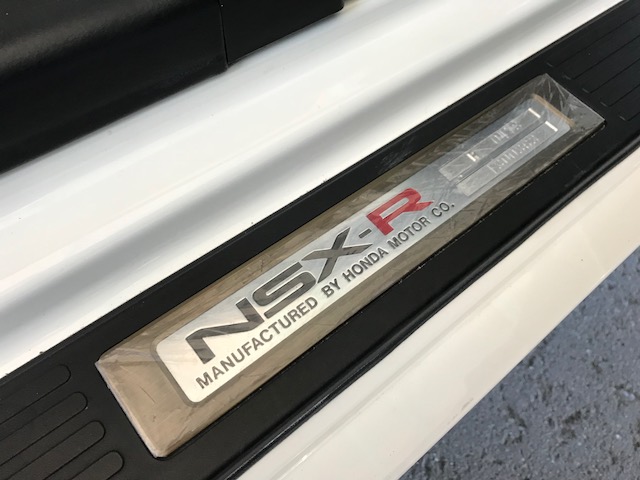 NSX-R
MANUFACTURED BY HONDA MOTOR CO.